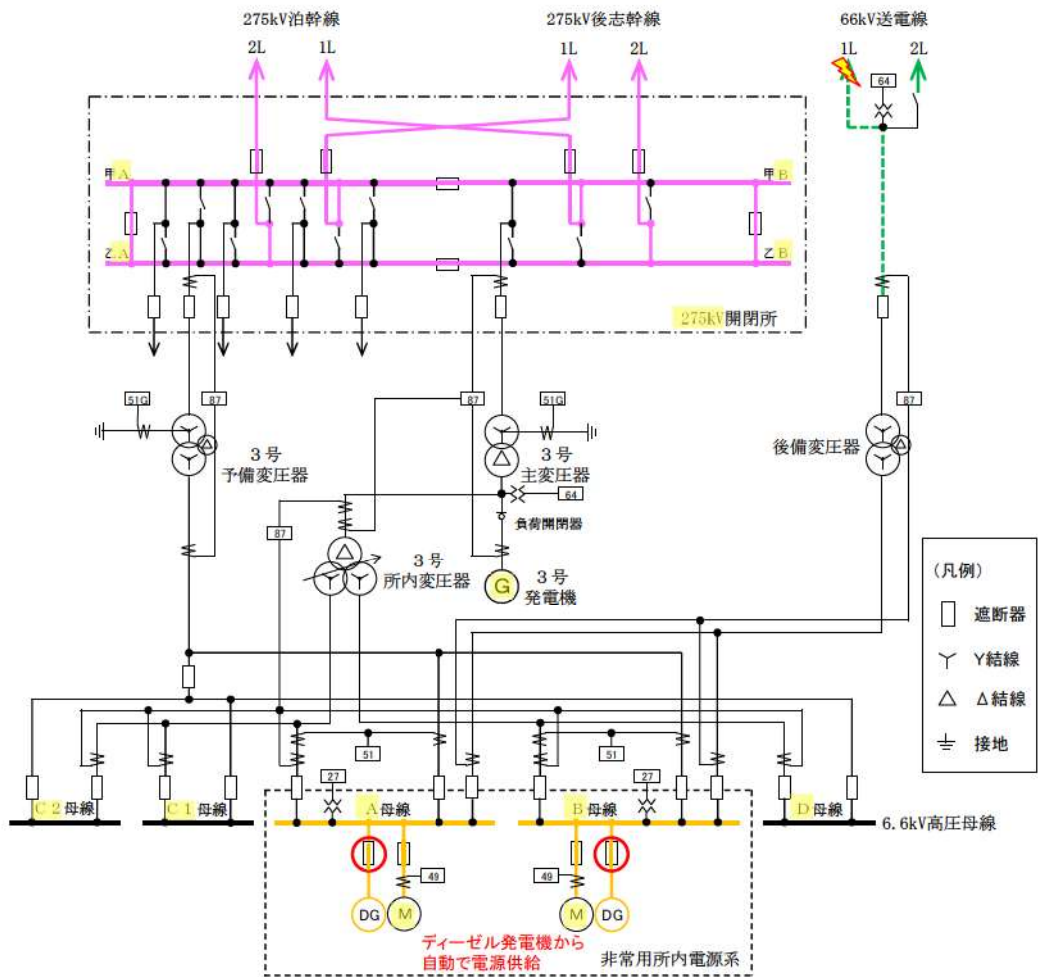 275kV泊幹線 275kV後志幹線 66kV送電線
2L 1L 1L 2L 1L 2L
64
甲A 甲B
乙A 乙B
275kV開閉所
51G 87 87 51G 87
3号
予備変圧器
3号
主変圧器
後備変圧器
64
負荷開閉器
87
3号
所内変圧器
G
3号
発電機
(凡例)
遮断器
Y結線
Δ結線
接地
51 51
27 27
C2母線 C1母線 A母線 B母線 D母線
6.6kV高圧母線
49 49
DG M M DG
ディーゼル発電機から
自動で電源供給
非常用所内電源系